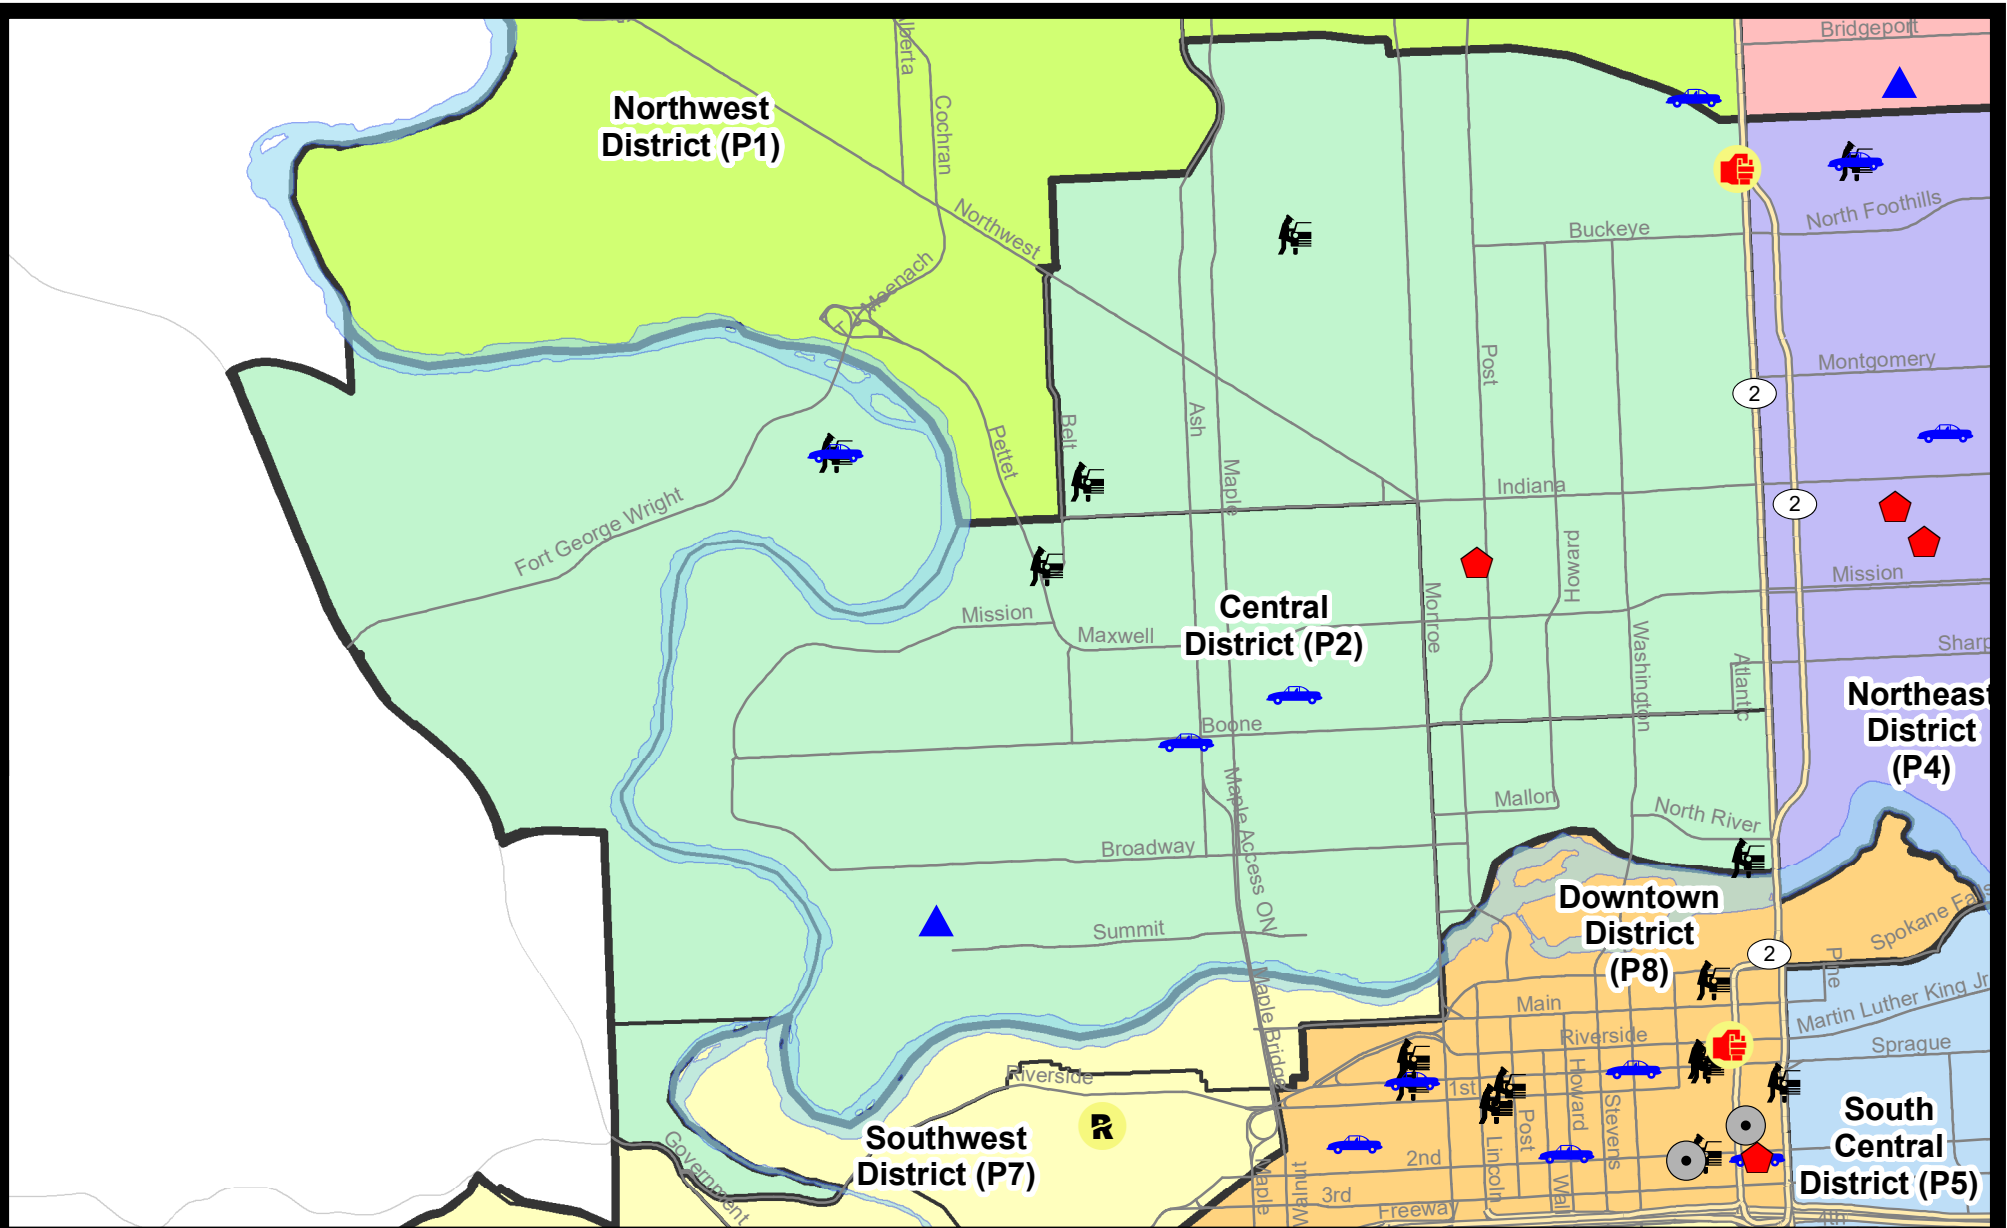 Bridgeport
lberta
Cochran
Northwest
District (P1)
Northwest
North Foothills
Buckeye
T J Meenach
Post
Montgomery
2
Belt
Ash
Pettet
Maple
Indiana
2
Fort George Wright
Howard
Mission
Monroe
Central
District (P2)
Mission
Maxwell
Washington
Atlantic
Sharp
Northeast
District
(P4)
Boone
Maple Access ON
Mallon
North River
Broadway
Downtown
District
(P8)
Summit
Spokane Fa
2
Pine
Maple Bridge
Main
Martin Luther King Jr
Riverside
Sprague
Riverside
1st
Howard
Stevens
Post
South
Central
District (P5)
Southwest
District (P7)
Government
R
2nd
Lincoln
Wall
Maple
Walnut
3rd
Freeway
4th